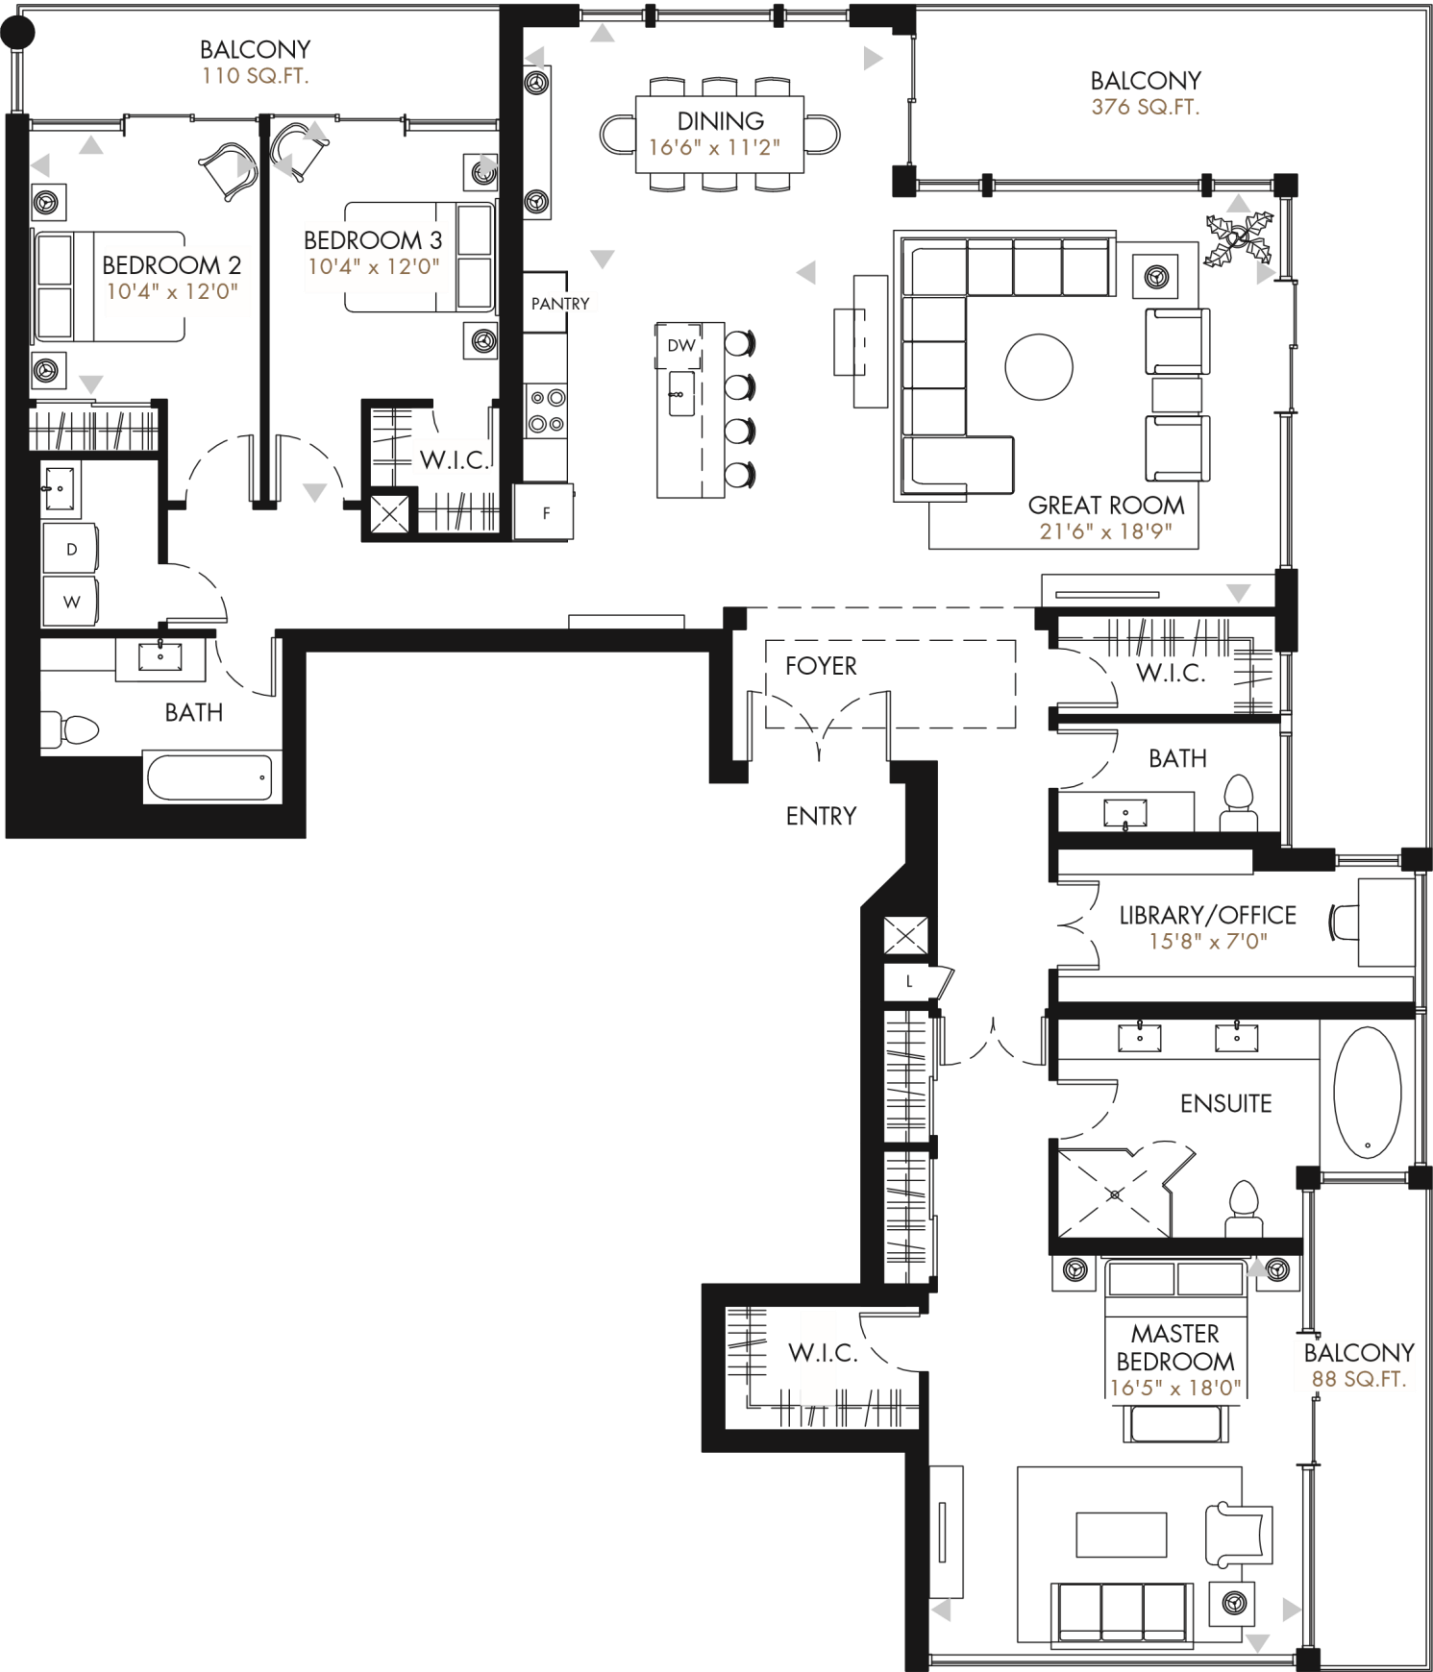 BALCONY
110 SQ.FT.
BALCONY
376 SQ.FT.
DINING
16'6" x 11'2"
BEDROOM 2
10'4" x 12'0"
BEDROOM 3
10'4" x 12'0"
PANTRY
DW
W.I.C.
F
GREAT ROOM
21'6" x 18'9"
D
W
BATH
FOYER
W.I.C.
BATH
ENTRY
LIBRARY/OFFICE
15'8" x 7'0"
L
ENSUITE
W.I.C.
MASTER
BEDROOM
16'5" x 18'0"
BALCONY
88 SQ.FT.